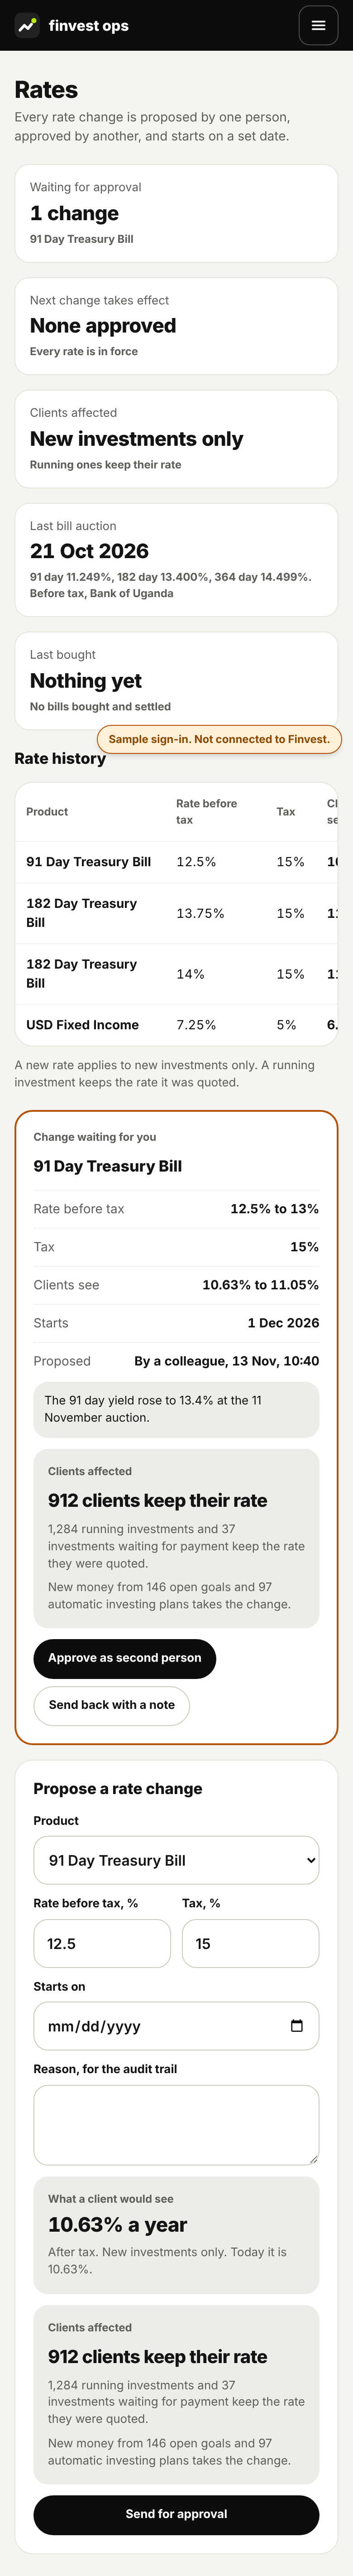 finvest ops
Rates
Every rate change is proposed by one person,
approved by another, and starts on a set date.
Waiting for approval
1 change
91 Day Treasury Bill
Next change takes effect
None approved
Every rate is in force
Clients affected
New investments only
Running ones keep their rate
Last bill auction
21 Oct 2026
91 day 11.249%, 182 day 13.400%, 364 day 14.499%.
Before tax, Bank of Uganda
Last bought
Nothing yet
No bills bought and settled
Sample sign-in. Not connected to Finvest.
Rate history
Product Rate before tax Tax
91 Day Treasury Bill 12.5% 15%
182 Day Treasury Bill 13.75% 15%
182 Day Treasury Bill 14% 15%
USD Fixed Income 7.25% 5%
A new rate applies to new investments only. A running
investment keeps the rate it was quoted.
Change waiting for you
91 Day Treasury Bill
Rate before tax 12.5% to 13%
Tax 15%
Clients see 10.63% to 11.05%
Starts 1 Dec 2026
Proposed By a colleague, 13 Nov, 10:40
The 91 day yield rose to 13.4% at the 11
November auction.
Clients affected
912 clients keep their rate
1,284 running investments and 37
investments waiting for payment keep the rate
they were quoted.
New money from 146 open goals and 97
automatic investing plans takes the change.
Approve as second person
Send back with a note
Propose a rate change
Product
91 Day Treasury Bill
Rate before tax, % Tax, %
12.5 15
Starts on
mm/dd/yyyy
Reason, for the audit trail
What a client would see
10.63% a year
After tax. New investments only. Today it is
10.63%.
Clients affected
912 clients keep their rate
1,284 running investments and 37
investments waiting for payment keep the rate
they were quoted.
New money from 146 open goals and 97
automatic investing plans takes the change.
Send for approval